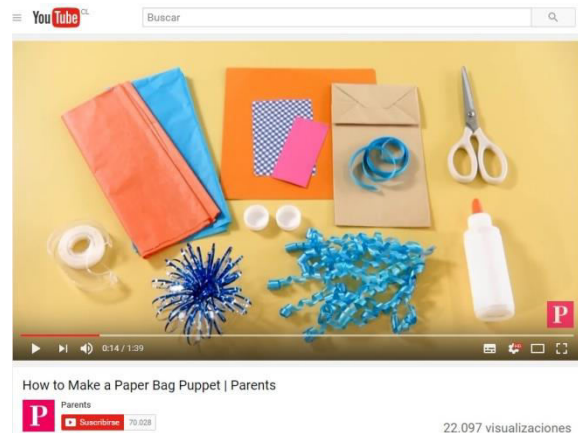 YouTube CL
Buscar
P
0:14 / 1:39
HD
How to Make a Paper Bag Puppet | Parents
P
Parents
Suscribirse 70.028
22.097 visualizaciones